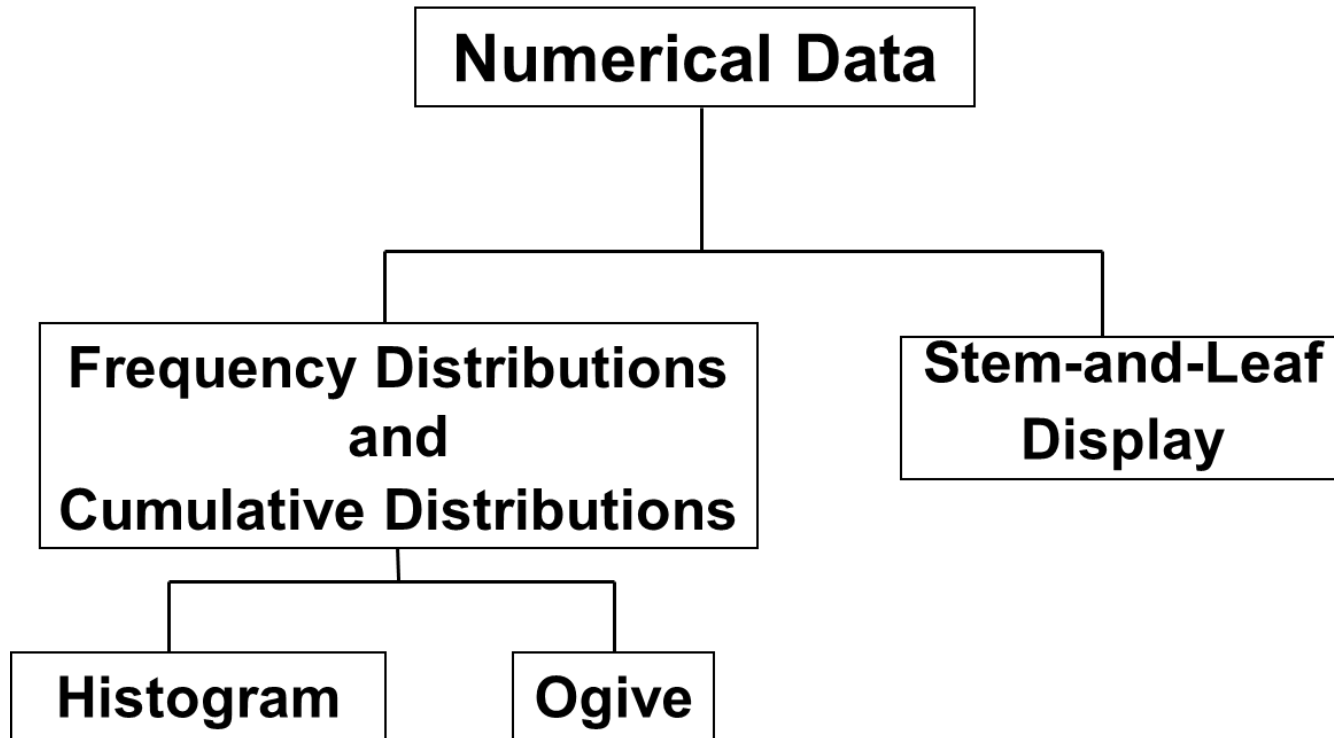 Numerical Data
Frequency Distributions
and
Cumulative Distributions
Stem-and-Leaf
Display
Histogram
Ogive